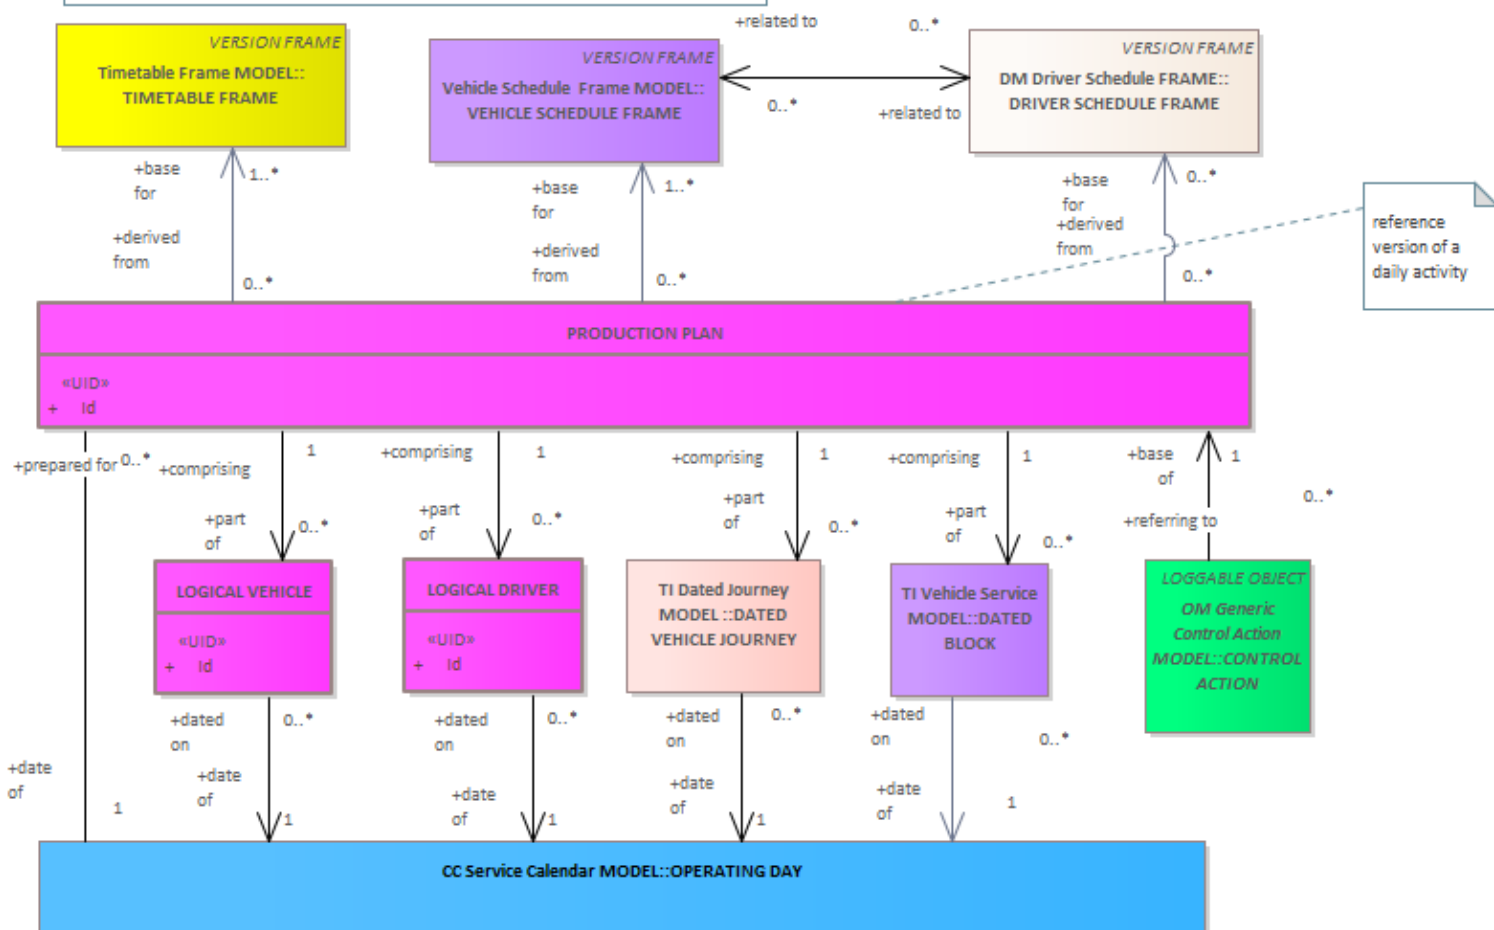 +related to
0..*
VERSION FRAME
Timetable Frame MODEL::
TIMETABLE FRAME
VERSION FRAME
Vehicle Schedule  Frame MODEL::
VEHICLE SCHEDULE FRAME
0..*
+related to
VERSION FRAME
DM Driver Schedule FRAME::
DRIVER SCHEDULE FRAME
+base
for
1..*
+derived
from
0..*
+base
for
1..*
+derived
from
0..*
+base
for
0..*
+derived
from
0..*
reference
version of a
daily activity
PRODUCTION PLAN
«UID»
+ Id
+prepared for 0..*
+comprising
1
+comprising
1
+comprising
1
+comprising
1
+base
of
1
0..*
+part
of
0..*
+part
of
0..*
+part
of
0..*
+part
of
0..*
+referring to
LOGICAL VEHICLE
«UID»
+ Id
LOGICAL DRIVER
«UID»
+ Id
TI Dated Journey
MODEL ::DATED
VEHICLE JOURNEY
TI Vehicle Service
MODEL::DATED
BLOCK
LOGGABLE OBJECT
OM Generic
Control Action
MODEL::CONTROL
ACTION
+dated
on
0..*
+dated
on
0..*
+dated
on
0..*
+dated
on
0..*
+date
of
1
+date
of
1
+date
of
1
+date
of
1
+date
of
1
CC Service Calendar MODEL::OPERATING DAY